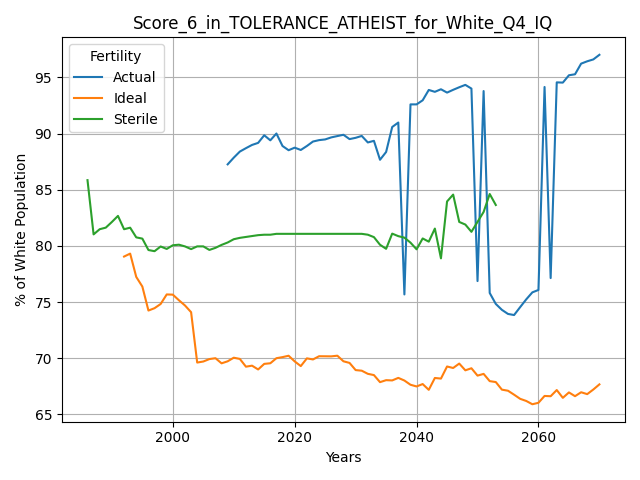 Score_6_in_TOLERANCE_ATHEIST_for_White_Q4_IQ
Fertility
Actual
Ideal
Sterile
% of White Population
95
90
85
80
75
70
65
2000
2020
2040
2060
Years